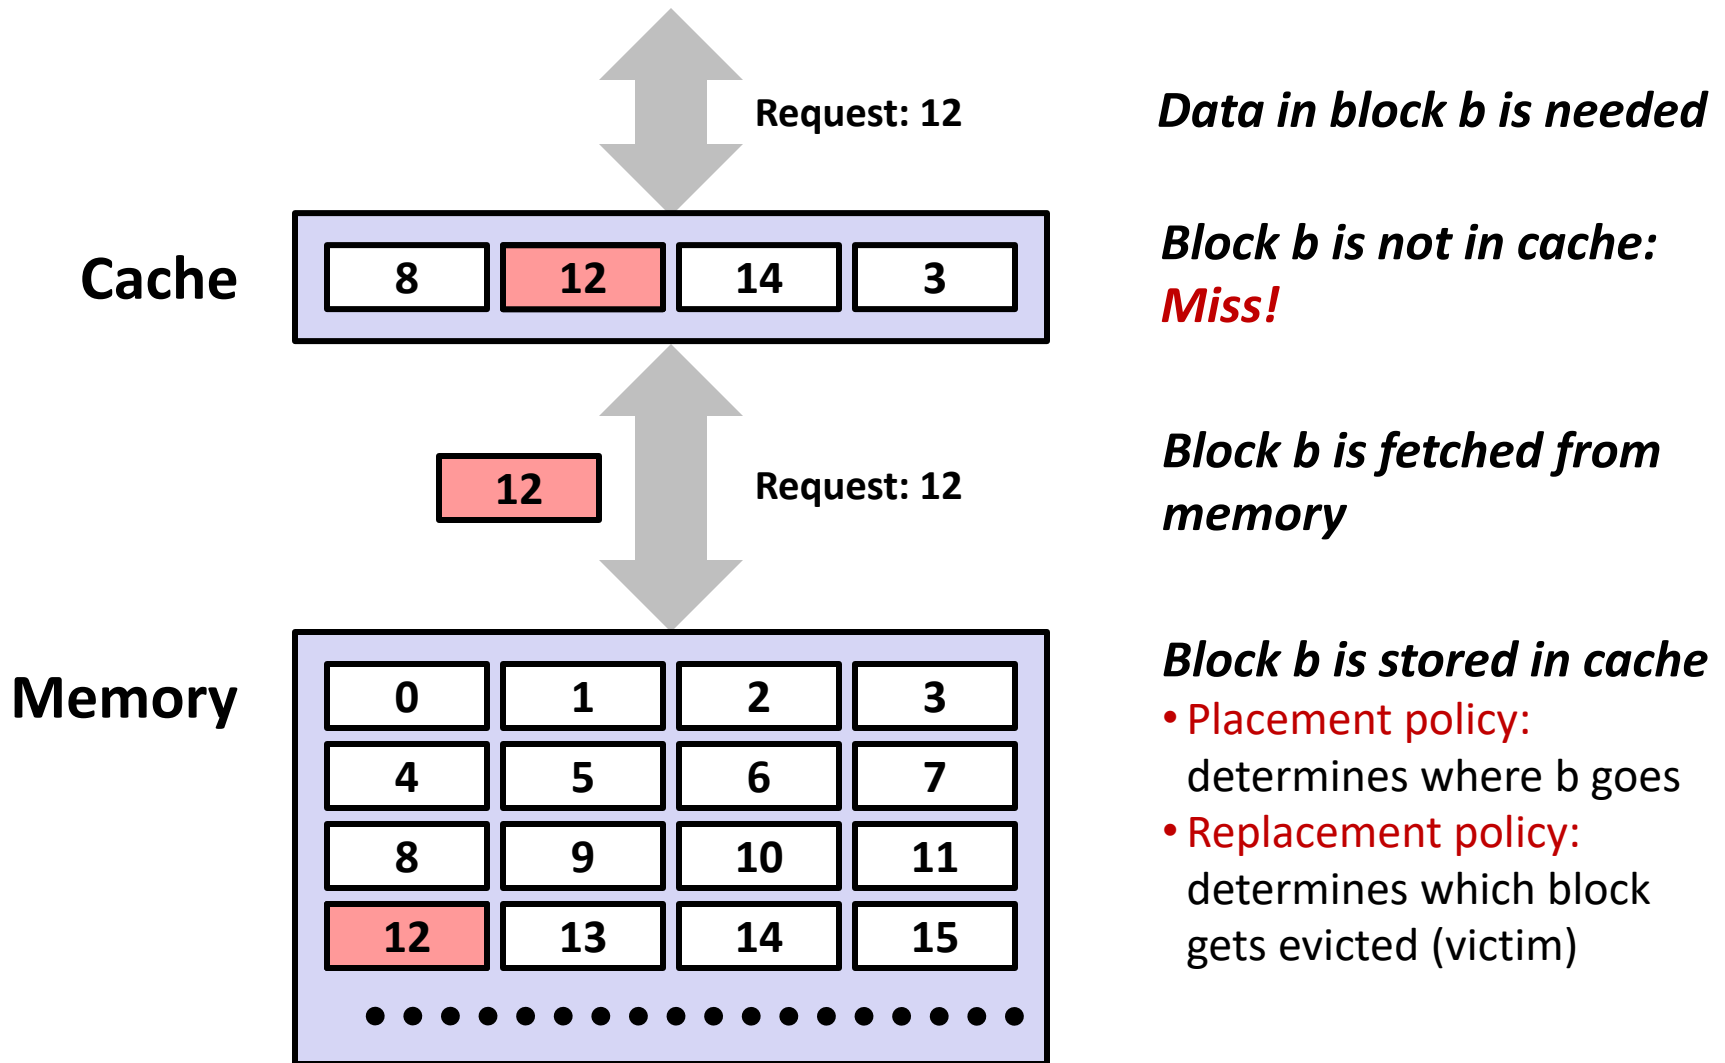 Request: 12
Data in block b is needed
Cache
8 12 14 3
Block b is not in cache:
Miss!
12
Request: 12
Block b is fetched from
memory
Memory
0 1 2 3
4 5 6 7
8 9 10 11
12 13 14 15
Block b is stored in cache
• Placement policy:
determines where b goes
• Replacement policy:
determines which block
gets evicted (victim)